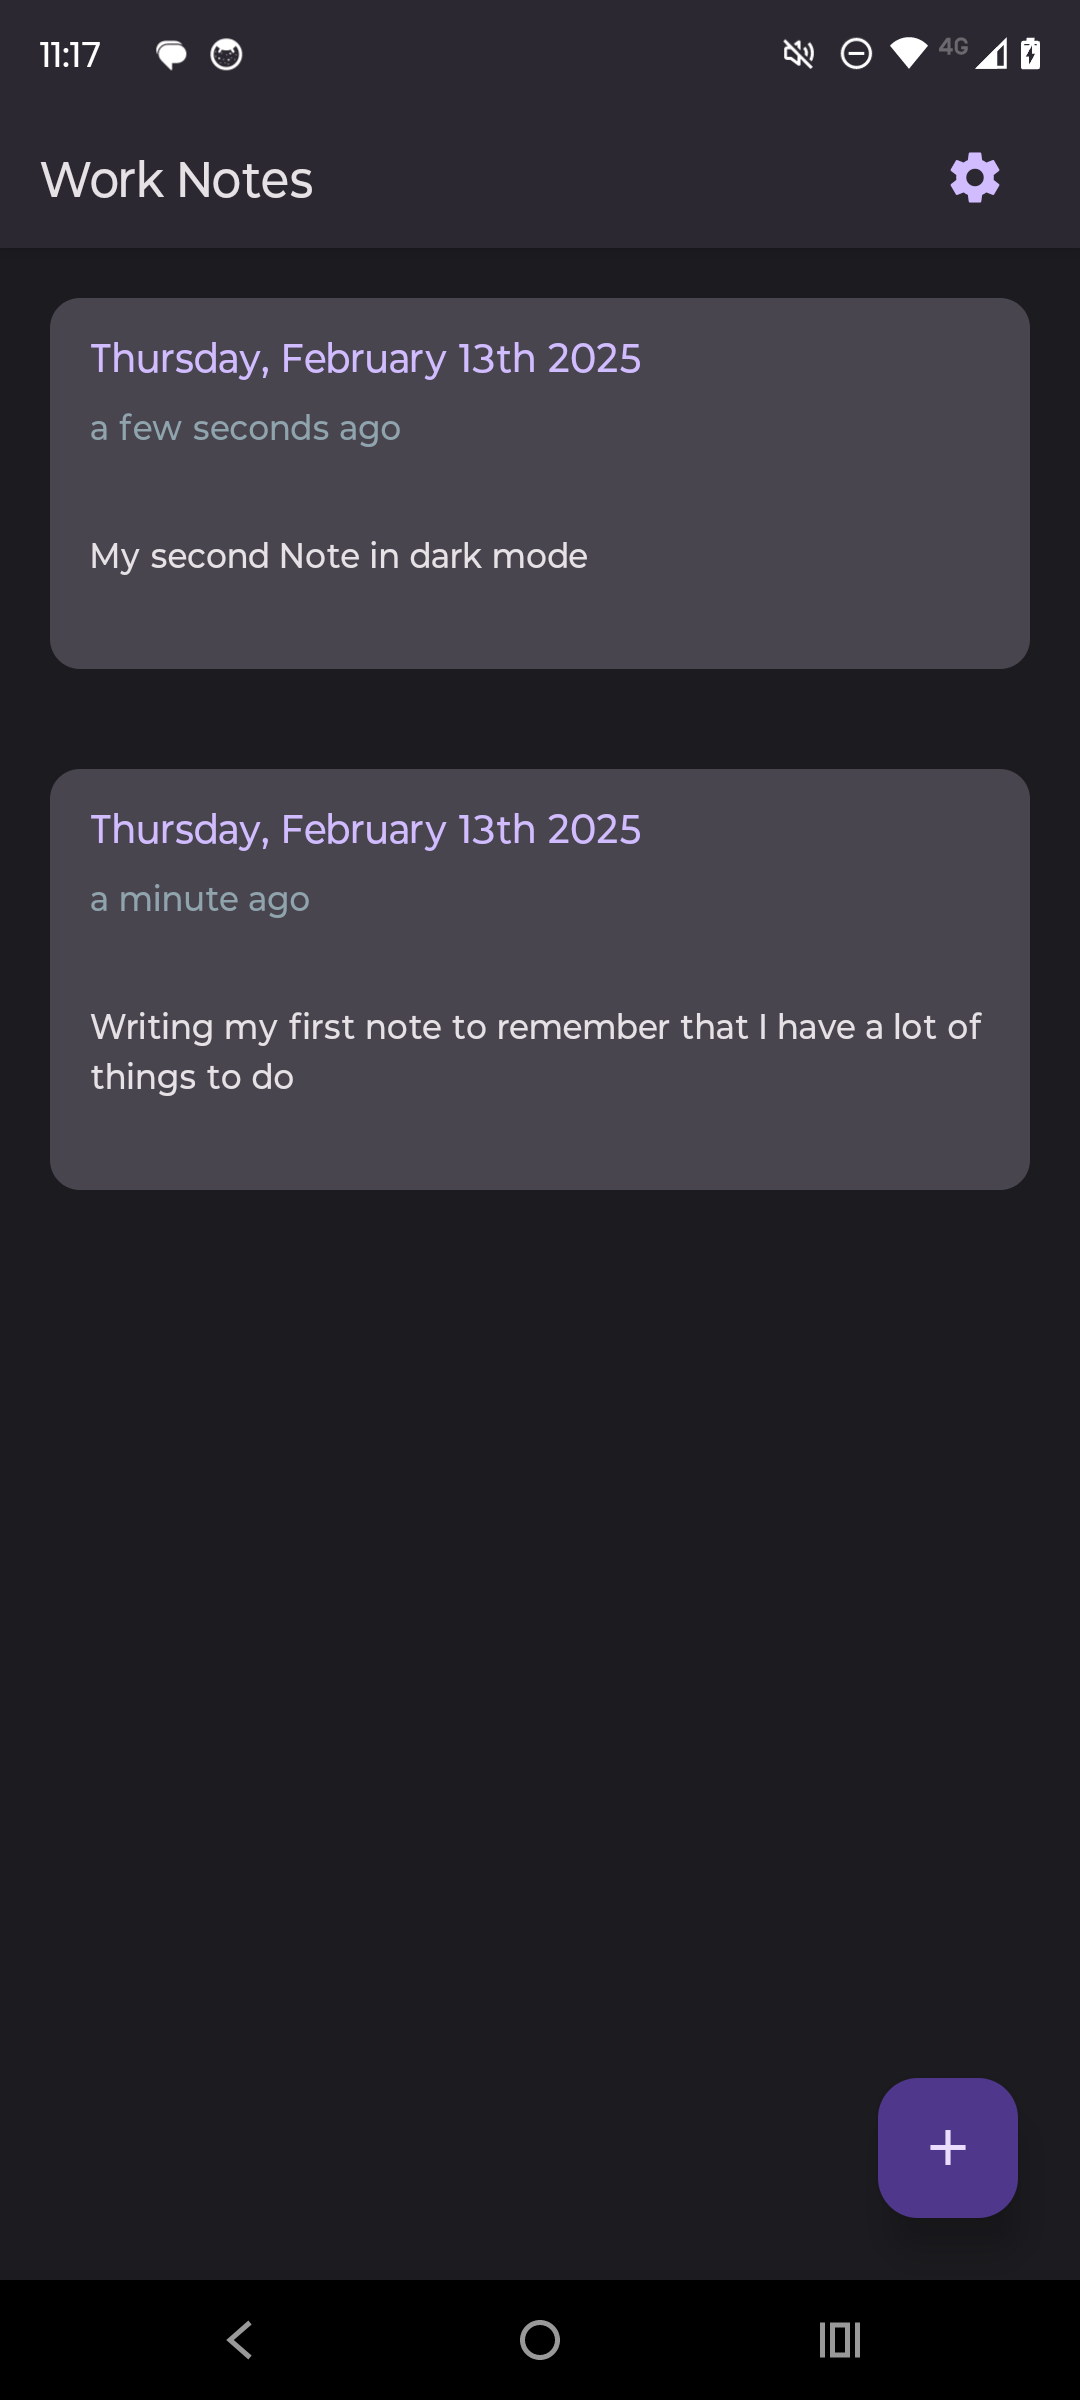 11:17
4G
Work Notes
Thursday, February 13th 2025
a few seconds ago
My second Note in dark mode
Thursday, February 13th 2025
a minute ago
Writing my first note to remember that I have a lot of
things to do